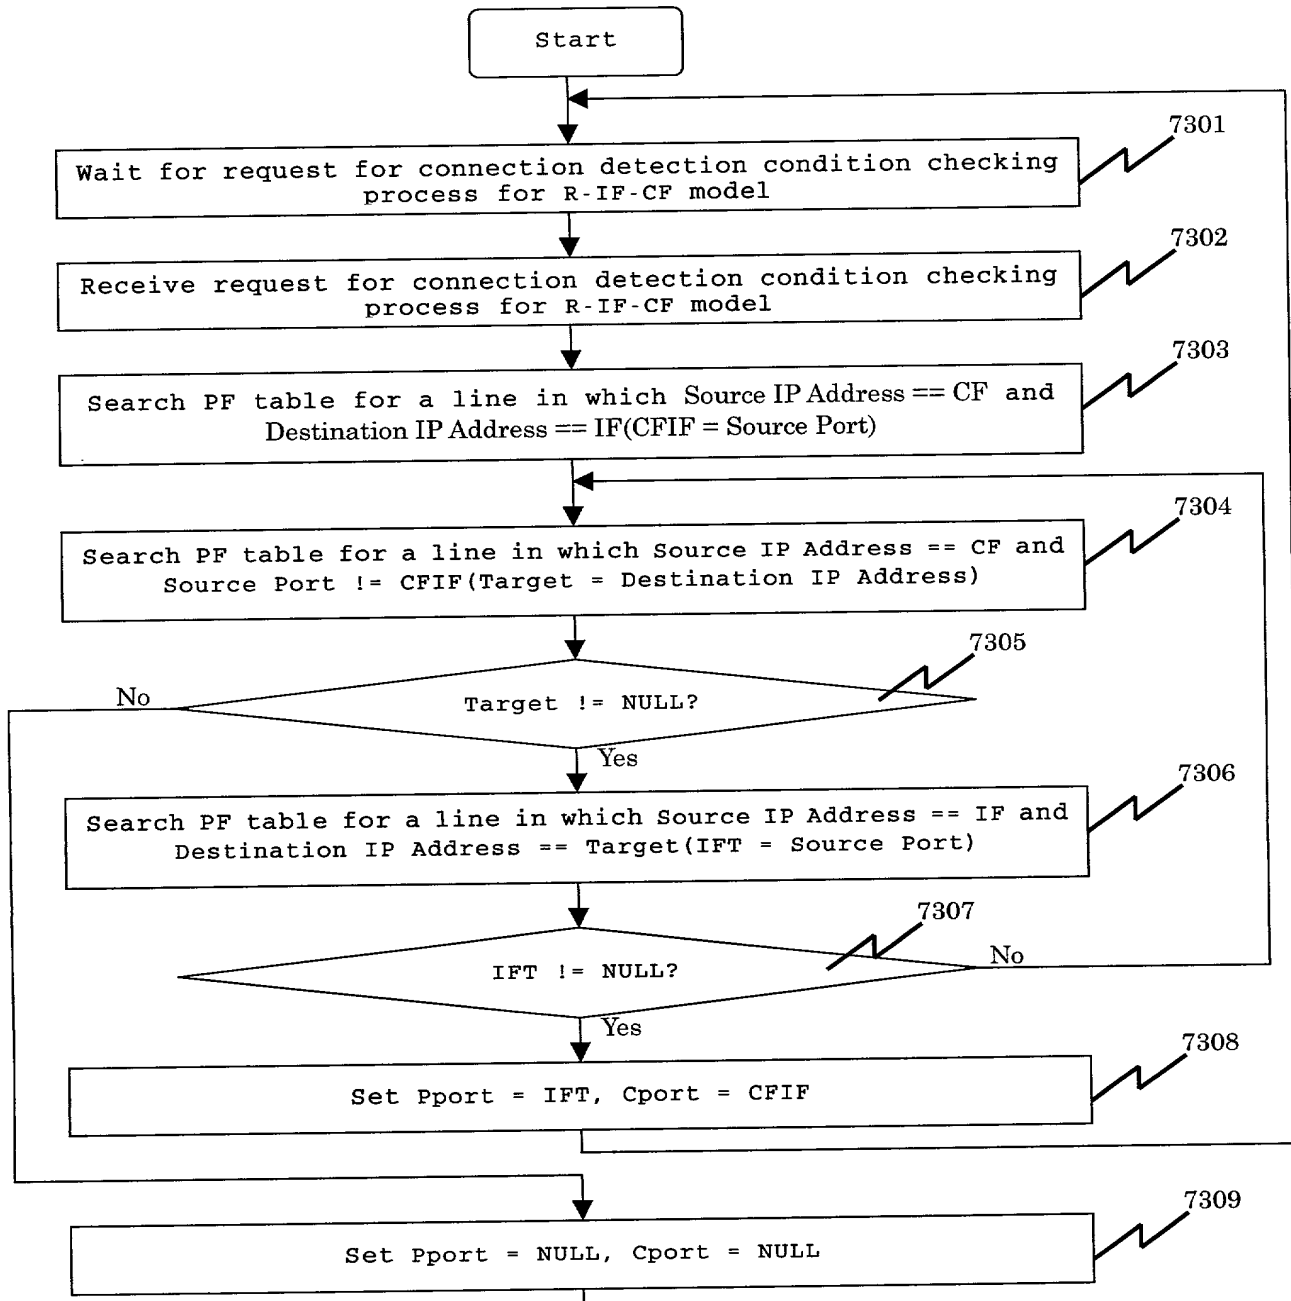 Start
7301
Wait for request for connection detection condition checking
process for R-IF-CF model
7302
Receive request for connection detection condition checking
process for R-IF-CF model
7303
Search PF table for a line in which Source IP Address == CF and
Destination IP Address == IF(CFIF = Source Port)
7304
Search PF table for a line in which Source IP Address == CF and
Source Port != CFIF(Target = Destination IP Address)
7305
No
Target != NULL?
Yes
7306
Search PF table for a line in which Source IP Address == IF and
Destination IP Address == Target(IFT = Source Port)
7307
No
IFT != NULL?
Yes
7308
Set Pport = IFT, Cport = CFIF
7309
Set Pport = NULL, Cport = NULL